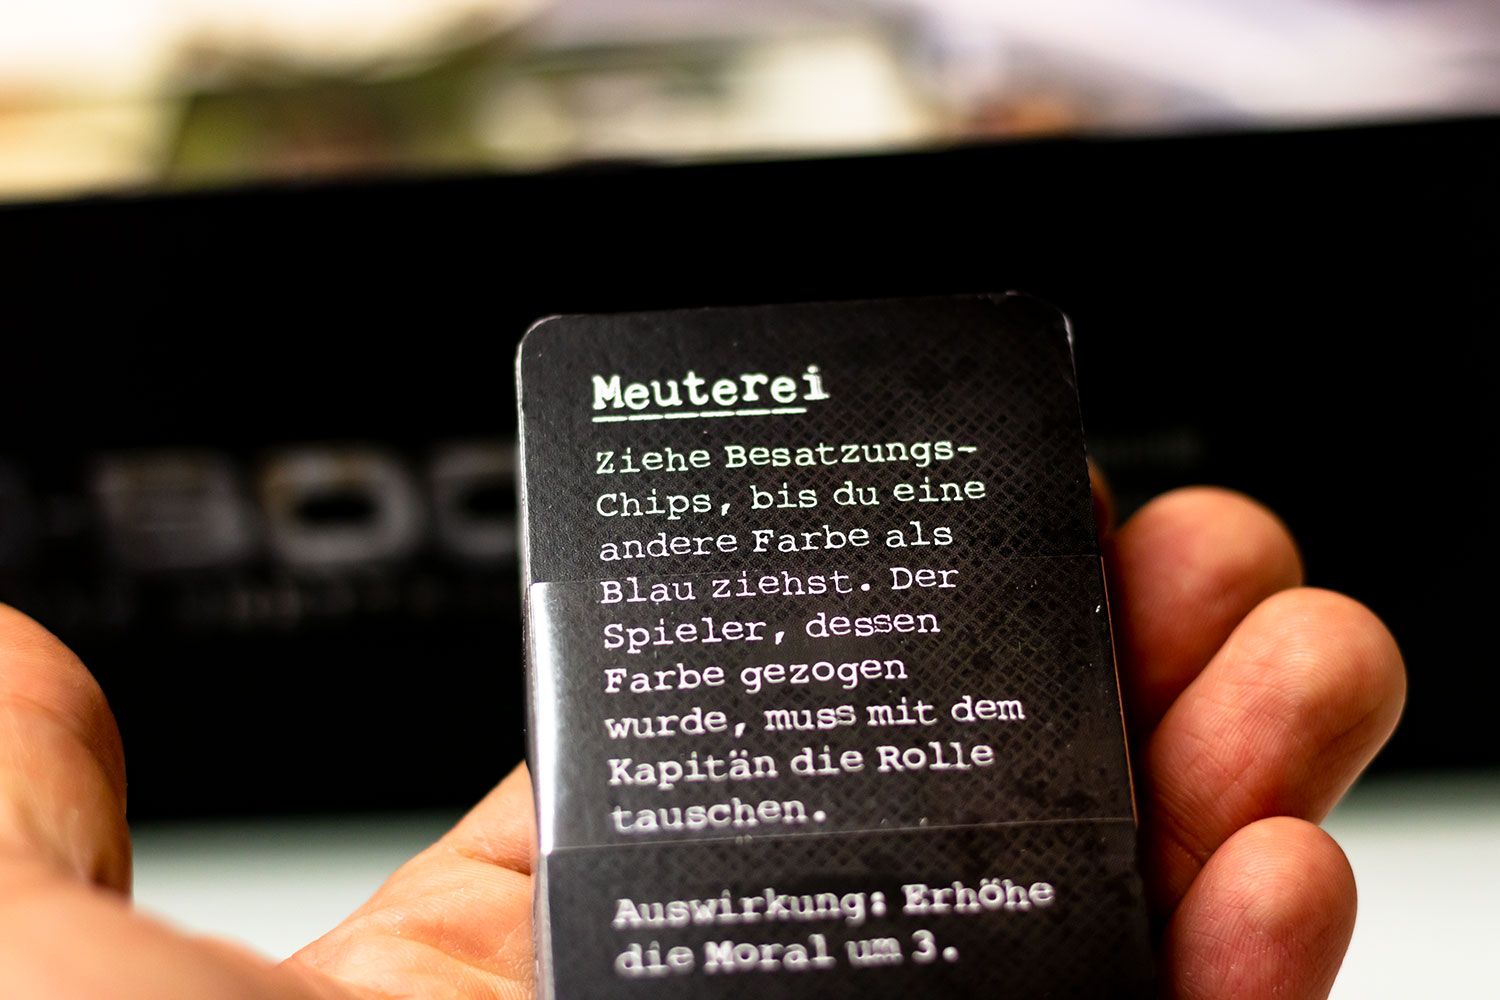 Meuterei
Ziehe Besatzungs-
Chips, bis du eine
andere Farbe als
Blau ziehst. Der
Spieler, dessen
Farbe gezogen
wurde, muss mit dem
Kapitän die Rolle
tauschen.
Auswirkung: Erhöhe
die Moral um 3.